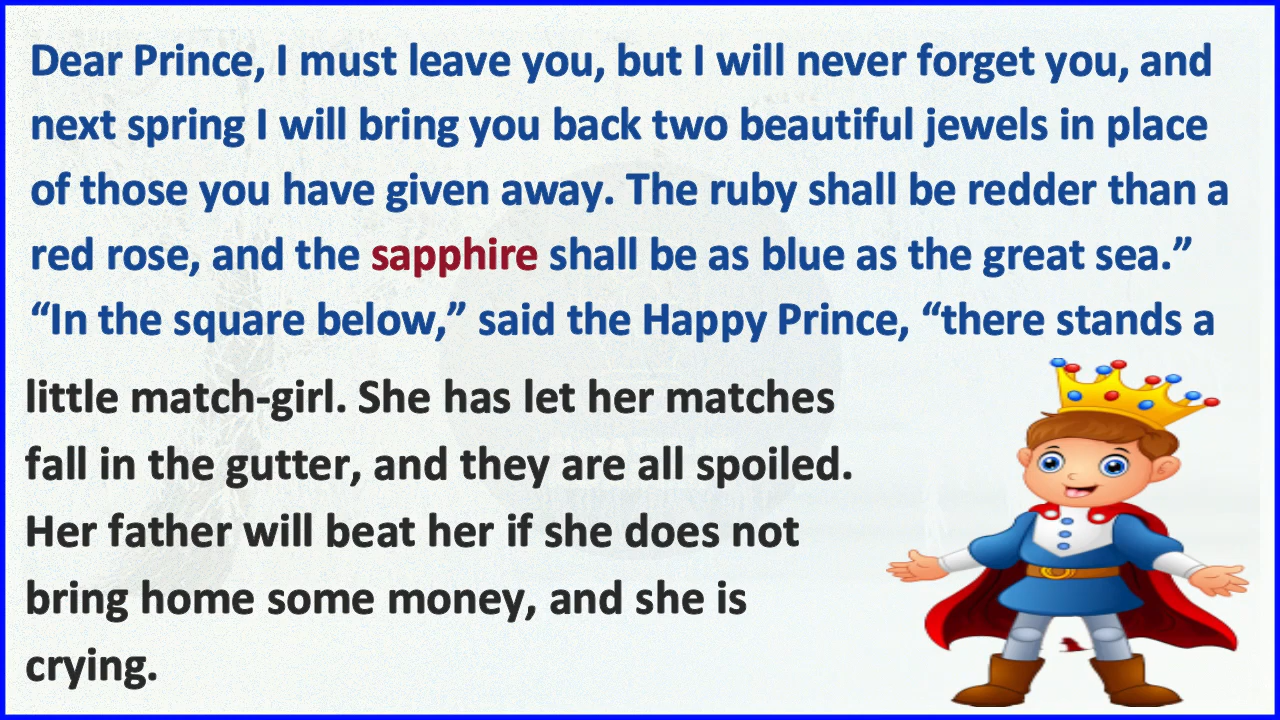 Dear Prince, I must leave you, but I will never forget you, and
next spring I will bring you back two beautiful jewels in place
of those you have given away. The ruby shall be redder than a
red rose, and the sapphire shall be as blue as the great sea.”
“In the square below,” said the Happy Prince, “there stands a
little match-girl. She has let her matches
fall in the gutter, and they are all spoiled.
Her father will beat her if she does not
bring home some money, and she is
crying.